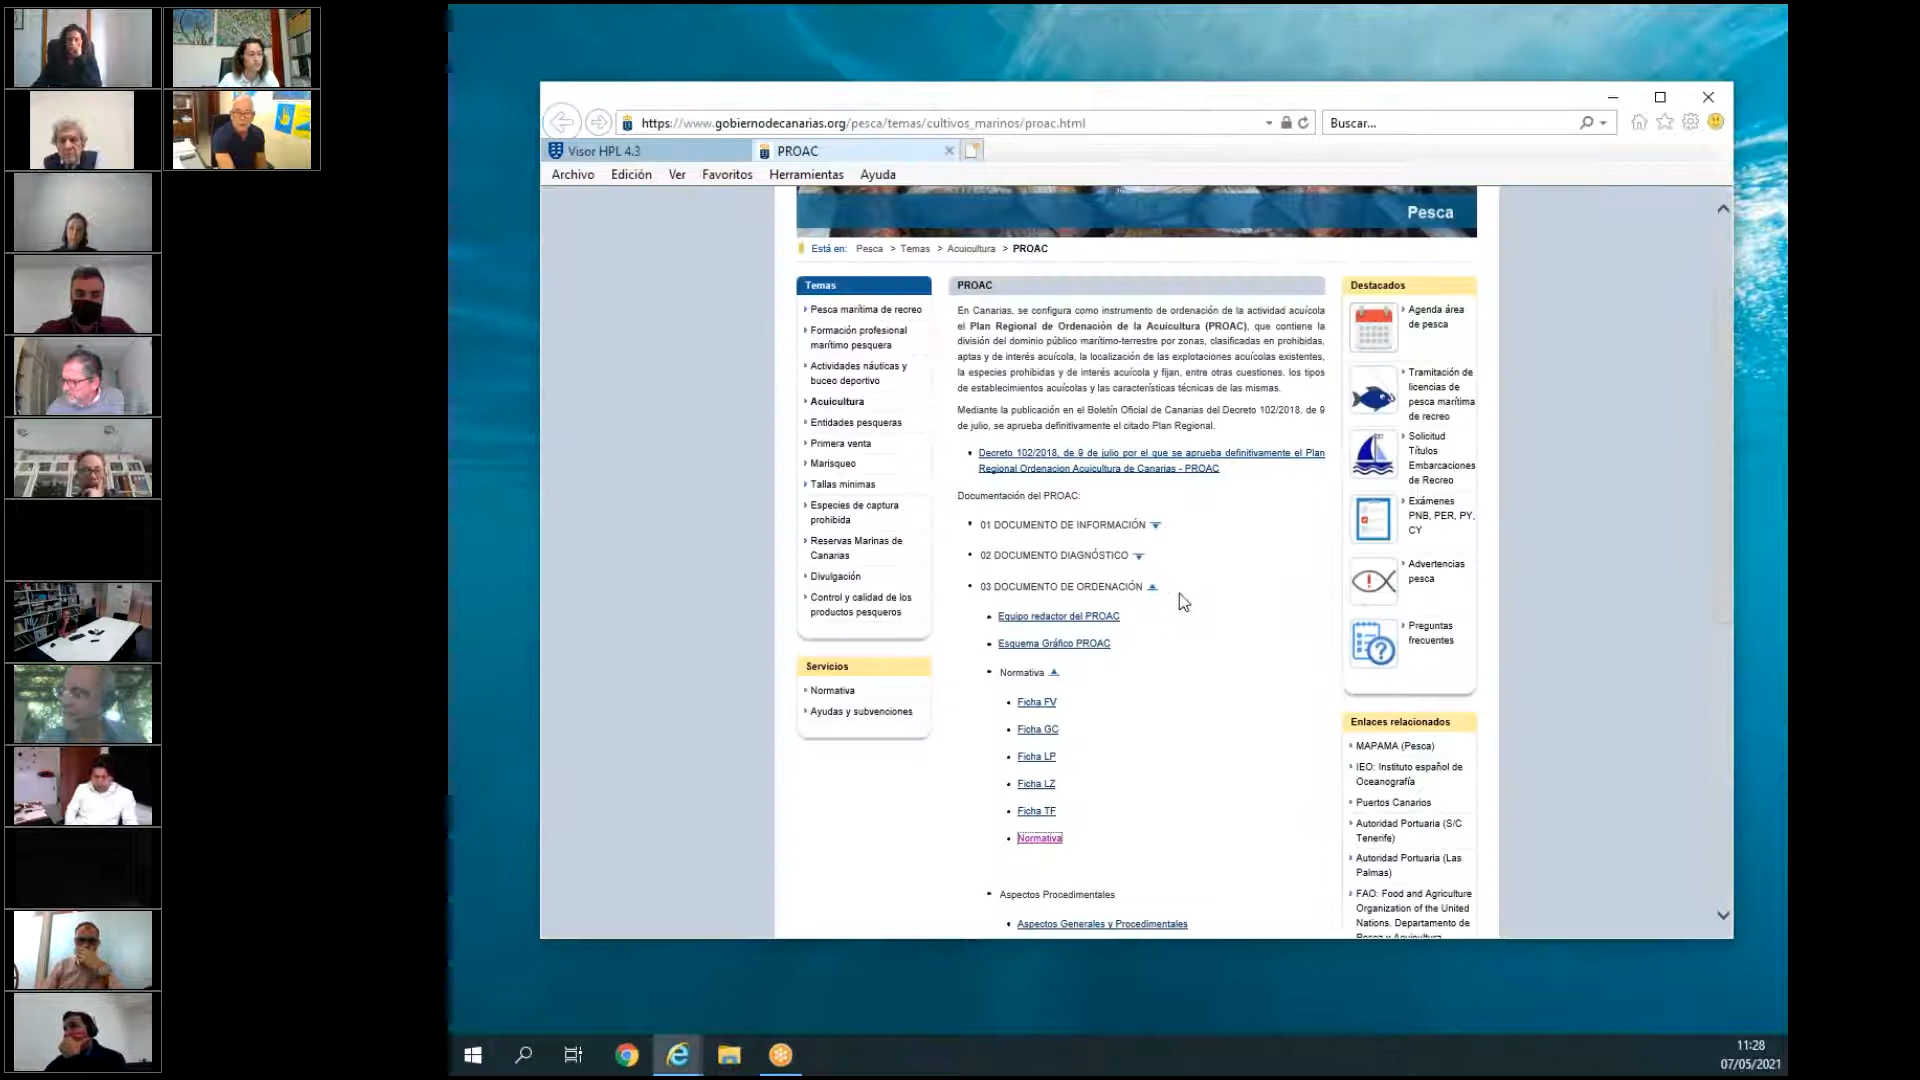 https://www.gobiernodecanarias.org/pesca/temas/cultivos_marinos/proac.html
Buscar...
Visor HPL 4.3
PROAC
Archivo Edición Ver Favoritos Herramientas Ayuda
Pesca
Está en: Pesca > Temas > Acuicultura > PROAC
Temas
Pesca marítima de recreo
Formación profesional
marítimo pesquera
Actividades náuticas y
buceo deportivo
Acuicultura
Entidades pesqueras
Primera venta
Marisqueo
Tallas minimas
Especies de captura
prohibida
Reservas Marinas de
Canarias
Divulgación
Control y calidad de los
productos pesqueros
Servicios
Normativa
Ayudas y subvenciones
PROAC
En Canarias, se configura como instrumento de ordenación de la actividad acuícola
el Plan Regional de Ordenación de la Acuicultura (PROAC), que contiene la
división del dominio público marítimo-terrestre por zonas, clasificadas en prohibidas,
aptas y de interés acuícola, la localización de las explotaciones acuícolas existentes,
la especies prohibidas y de interés acuícola y fijan, entre otras cuestiones. los tipos
de establecimientos acuícolas y las características técnicas de las mismas.
Mediante la publicación en el Boletín Oficial de Canarias del Decreto 102/2018, de 9
de julio, se aprueba definitivamente el citado Plan Regional.
Decreto 102/2018, de 9 de julio por el que se aprueba definitivamente el Plan
Regional Ordenacion Acuicultura de Canarias - PROAC
Documentación del PROAC:
01 DOCUMENTO DE INFORMACIÓN
02 DOCUMENTO DIAGNÓSTICO
03 DOCUMENTO DE ORDENACIÓN
Equipo redactor del PROAC
Esquema Gráfico PROAC
Normativa
Ficha FV
Ficha GC
Ficha LP
Ficha LZ
Ficha TF
Normativa
Aspectos Procedimentales
Aspectos Generales y Procedimentales
Destacados
Agenda área
de pesca
Tramitación de
licencias de
pesca marítima
de recreo
Solicitud
Títulos
Embarcaciones
de Recreo
Exámenes
PNB, PER, PY,
CY
Advertencias
pesca
Preguntas
frecuentes
Enlaces relacionados
MAPAMA (Pesca)
IEO: Instituto español de
Oceanografía
Puertos Canarios
Autoridad Portuaria (S/C
Tenerife)
Autoridad Portuaria (Las
Palmas)
FAO: Food and Agriculture
Organization of the United
Nations. Departamento de
Pesca y Acuicultura
11:28
07/05/2021